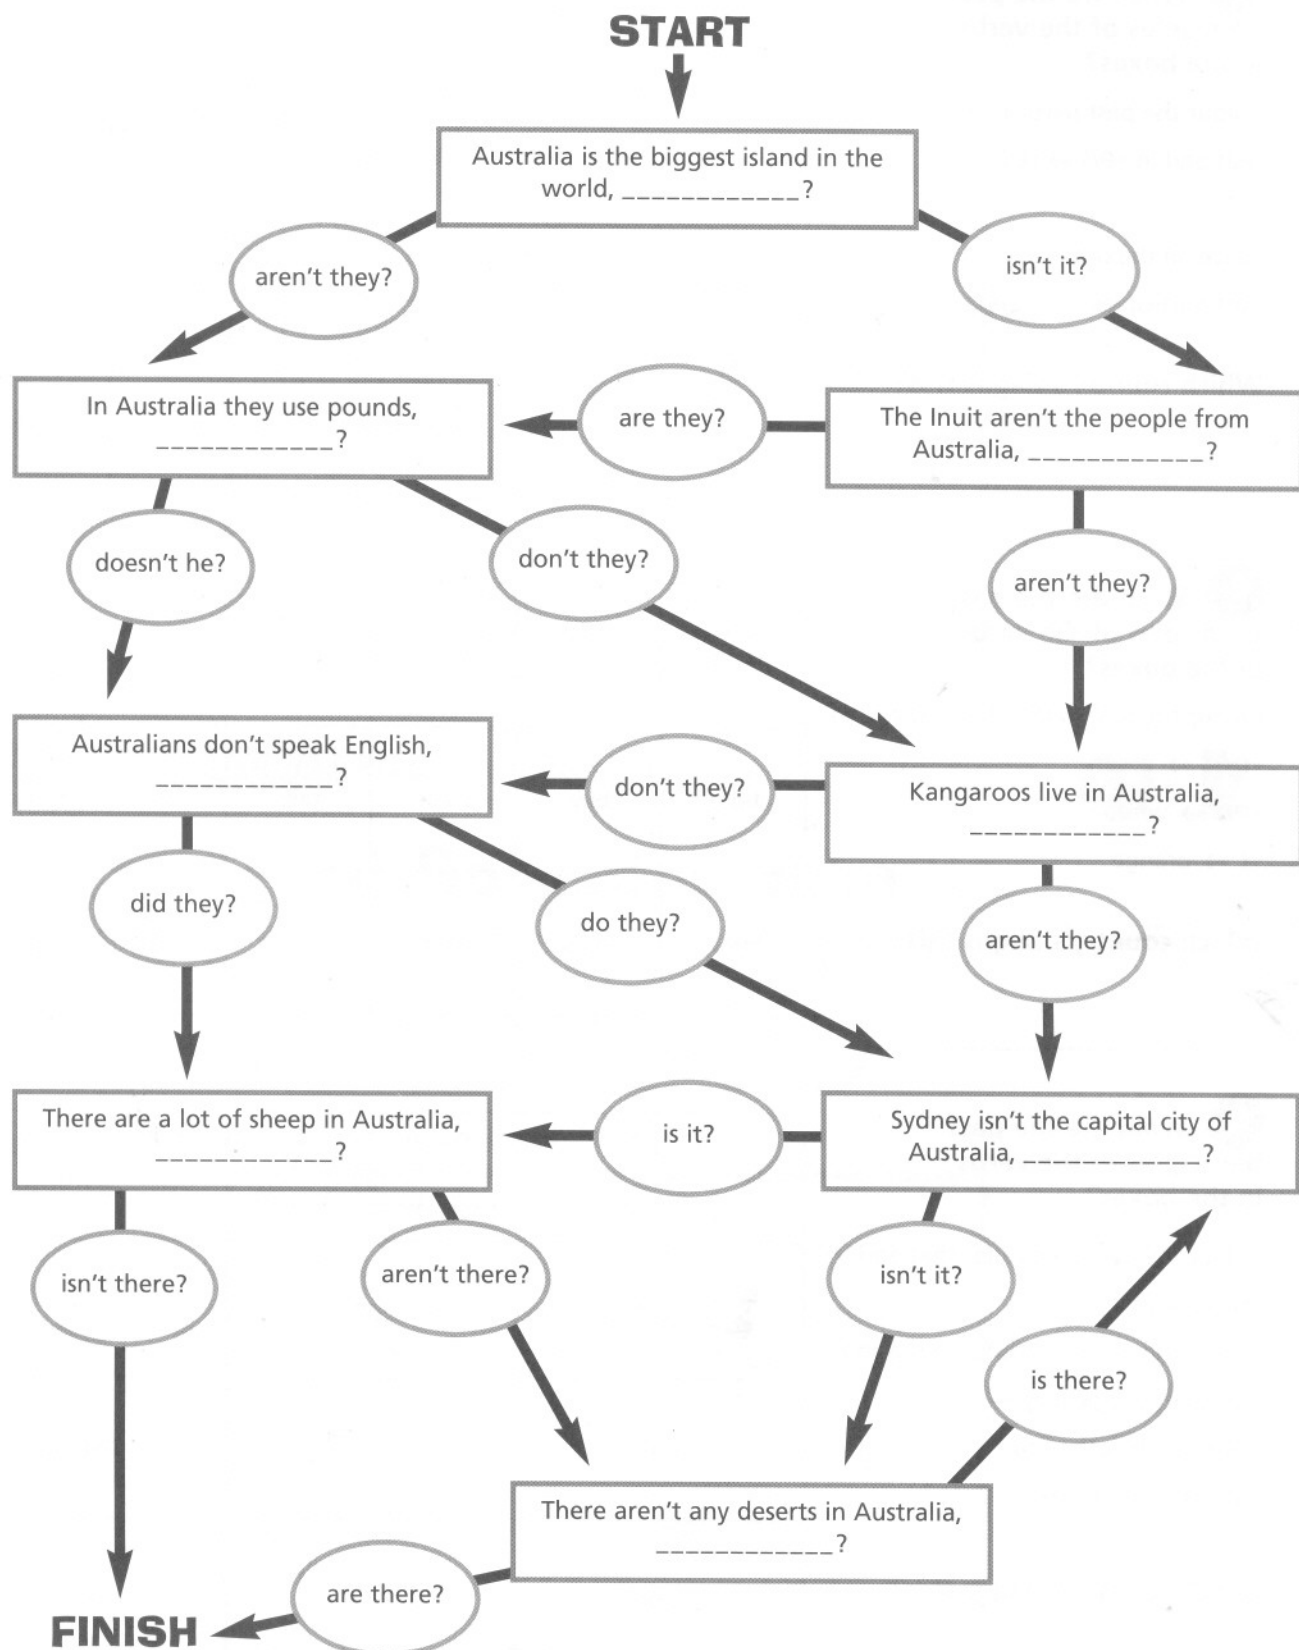 START
Australia is the biggest island in the
world, ____________?
aren't they?
isn't it?
In Australia they use pounds,
____________?
are they?
The Inuit aren't the people from
Australia, ____________?
doesn't he?
don't they?
aren't they?
Australians don't speak English,
____________?
don't they?
Kangaroos live in Australia,
____________?
did they?
do they?
aren't they?
There are a lot of sheep in Australia,
____________?
is it?
Sydney isn't the capital city of
Australia, ____________?
isn't there?
aren't there?
isn't it?
is there?
There aren't any deserts in Australia,
____________?
are there?
FINISH